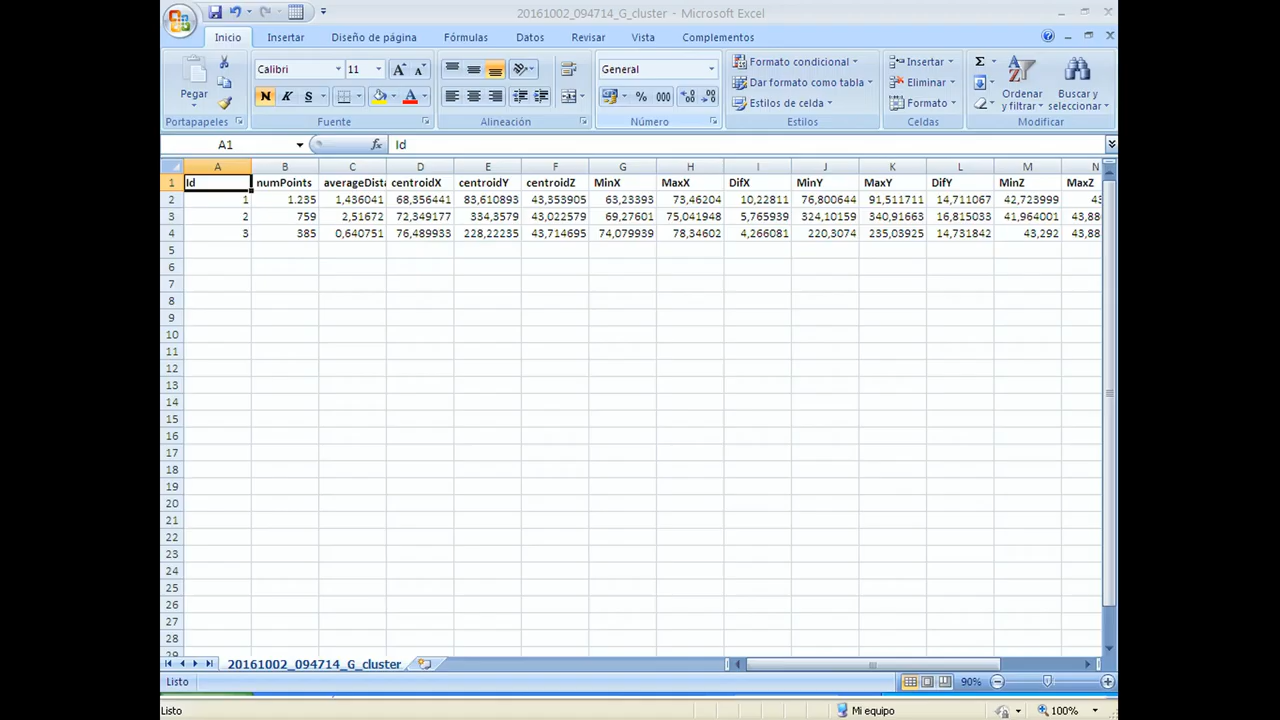 20161002_094714_G_cluster - Microsoft Excel
Inicio Insertar Diseño de página Fórmulas Datos Revisar Vista Complementos
Pegar
Portapapeles
Calibri 11
N K S
Fuente
Alineación
General
% 000
Número
Formato condicional
Dar formato como tabla
Estilos de celda
Estilos
Insertar
Eliminar
Formato
Celdas
Σ
Ordenar y filtrar
Buscar y seleccionar
Modificar
A1 fx Id
A B C D E F G H I J K L M N
1 Id numPoints averageDista centroidX centroidY centroidZ MinX MaxX DifX MinY MaxY DifY MinZ MaxZ
2 1 1.235 1,436041 68,356441 83,610893 43,353905 63,23393 73,46204 10,22811 76,800644 91,511711 14,711067 42,723999 43
3 2 759 2,51672 72,349177 334,3579 43,022579 69,27601 75,041948 5,765939 324,10159 340,91663 16,815033 41,964001 43,88
4 3 385 0,640751 76,489933 228,22235 43,714695 74,079939 78,34602 4,266081 220,3074 235,03925 14,731842 43,292 43,88
5
6
7
8
9
10
11
12
13
14
15
16
17
18
19
20
21
22
23
24
25
26
27
28
29
20161002_094714_G_cluster
Listo 90%
Listo Mi equipo 100%